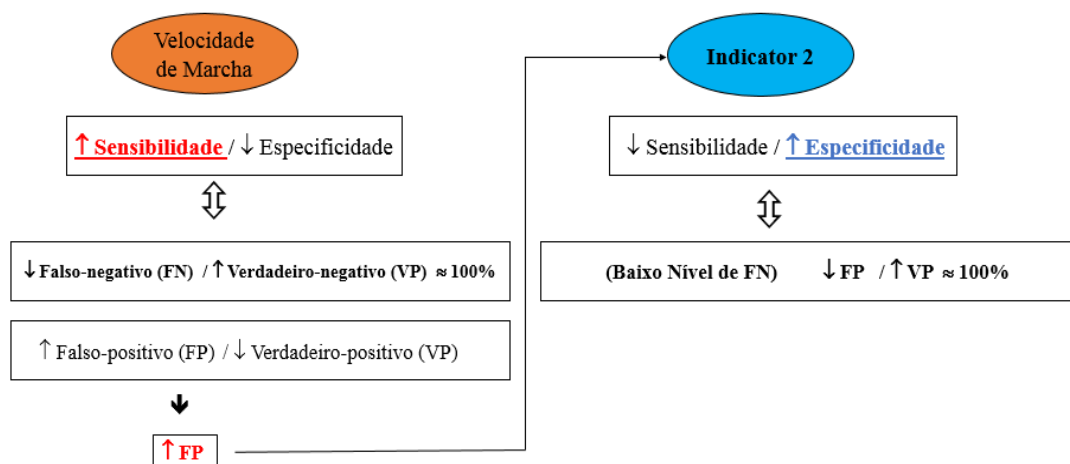 Velocidade
de Marcha
↑ Sensibilidade / ↓ Especificidade
↓ Falso-negativo (FN) / ↑ Verdadeiro-negativo (VP) ≈ 100%
↑ Falso-positivo (FP) / ↓ Verdadeiro-positivo (VP)
↑ FP
Indicator 2
↓ Sensibilidade / ↑ Especificidade
(Baixo Nível de FN) ↓ FP / ↑ VP ≈ 100%